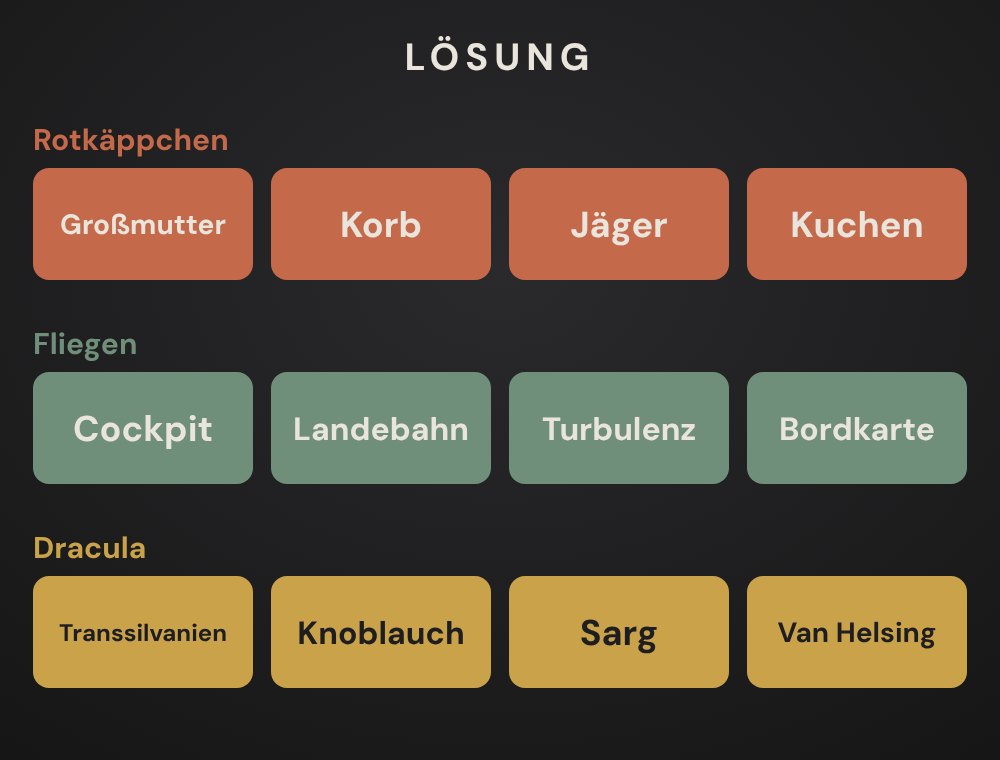 LÖSUNG
Rotkäppchen
Großmutter Korb Jäger Kuchen
Fliegen
Cockpit Landebahn Turbulenz Bordkarte
Dracula
Transsilvanien Knoblauch Sarg Van Helsing